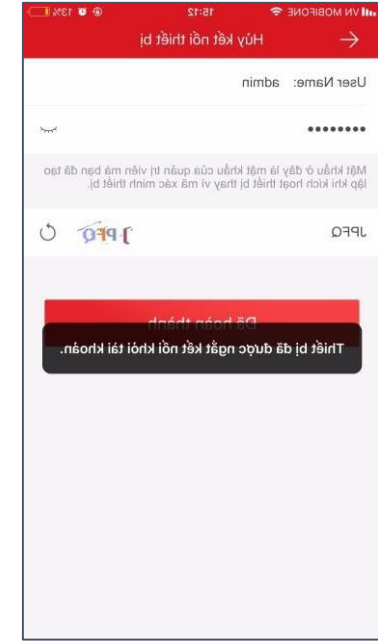 VN MOBIFONE 15:12 13%
Hủy kết nối thiết bị
User Name: admin
••••••••
Mật khẩu ở đây là mật khẩu của quản trị viên mà bạn đã tạo
lập khi kích hoạt thiết bị thay vì mã xác minh thiết bị.
JPFQ JPFQ
Đã hoàn thành
Thiết bị đã được ngắt kết nối khỏi tài khoản.